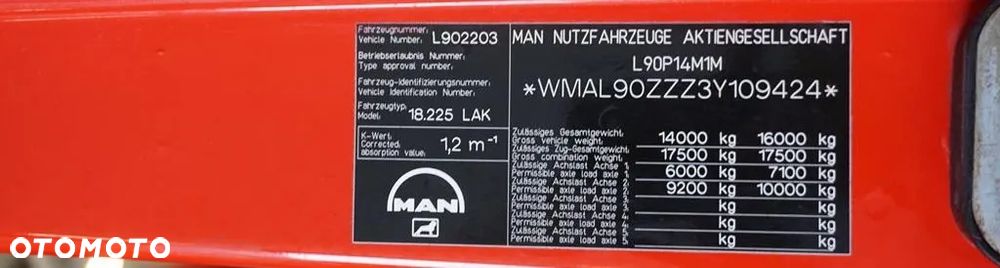 Fahrzeugnummer:
Vehicle Number: L902203
Betriebserlaubnis Nummer:
Type approval number:
Fahrzeug-Identifizierungsnummer:
Vehicle Identification Number:
Fahrzeugtyp:
Model: 18.225 LAK
K-Wert:
Corrected
absorption value: 1,2 m⁻¹
MAN
MAN NUTZFAHRZEUGE AKTIENGESELLSCHAFT
L90P14M1M
*WMAL90ZZZ3Y109424*
Zulässiges Gesamtgewicht:
Gross vehicle weight: 14000 kg 16000 kg
Zulässiges Zug-Gesamtgewicht:
Gross combination weight: 17500 kg 17500 kg
Zulässige Achslast Achse 1:
Permissible axle load axle 1: 6000 kg 7100 kg
Zulässige Achslast Achse 2:
Permissible axle load axle 2: 9200 kg 10000 kg
Zulässige Achslast Achse 3:
Permissible axle load axle 3: kg kg
Zulässige Achslast Achse 4:
Permissible axle load axle 4: kg kg
Zulässige Achslast Achse 5:
Permissible axle load axle 5: kg kg
OTOMOTO